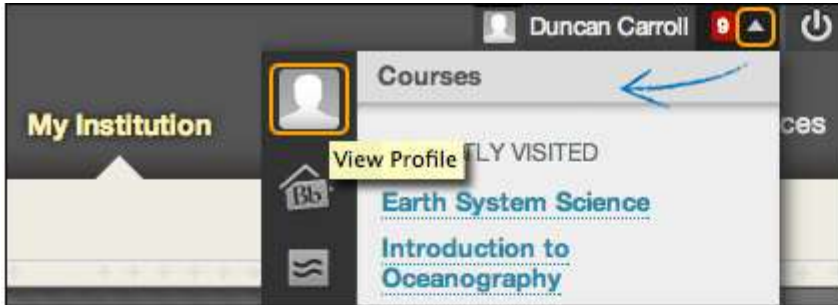 Duncan Carroll 9
Courses
My Institution
ces
View Profile
TLY VISITED
Bb
Earth System Science
Introduction to
Oceanography